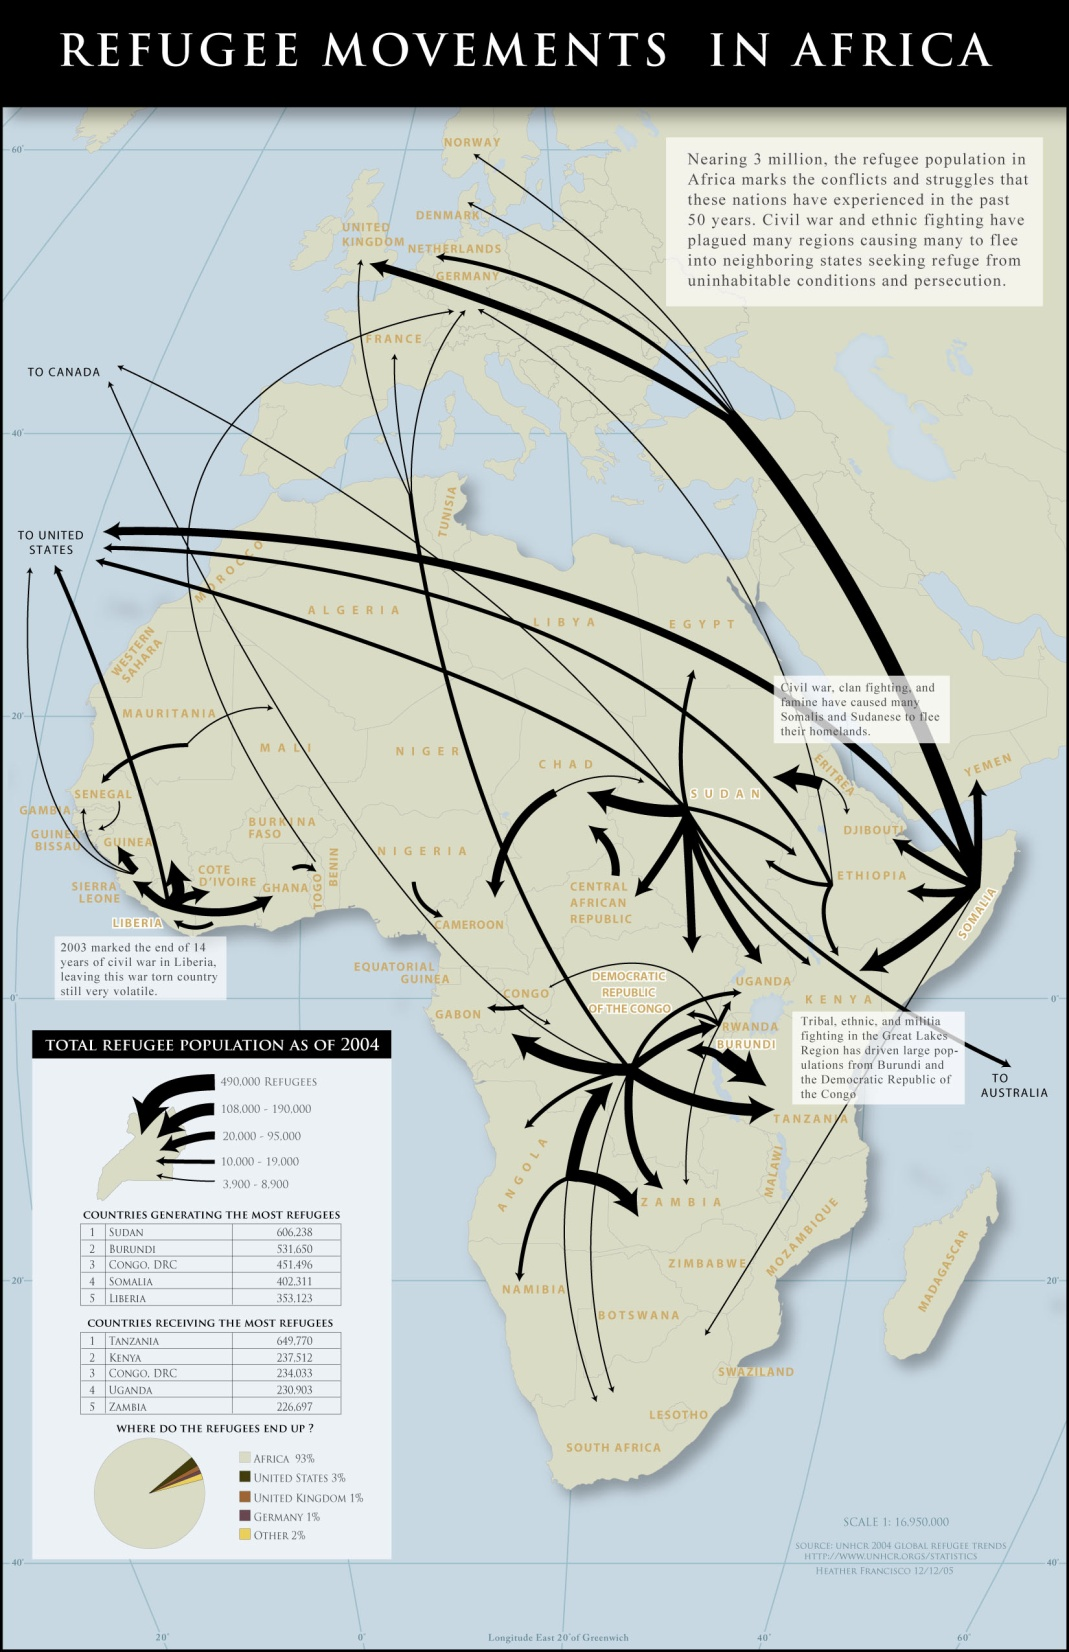 REFUGEE MOVEMENTS IN AFRICA
Nearing 3 million, the refugee population in
Africa marks the conflicts and struggles that
these nations have experienced in the past
50 years. Civil war and ethnic fighting have
plagued many regions causing many to flee
into neighboring states seeking refuge from
uninhabitable conditions and persecution.
60°
NORWAY
DENMARK
UNITED
KINGDOM
NETHERLANDS
GERMANY
FRANCE
TO CANADA
40°
TO UNITED
STATES
TUNISIA
MOROCCO
ALGERIA
LIBYA
EGYPT
WESTERN
SAHARA
Civil war, clan fighting, and
famine have caused many
Somalis and Sudanese to flee
their homelands.
20°
MAURITANIA
MALI
NIGER
CHAD
SUDAN
ERITREA
YEMEN
SENEGAL
GAMBIA
GUINEA
BISSAU
GUINEA
BURKINA
FASO
NIGERIA
DJIBOUTI
ETHIOPIA
SIERRA
LEONE
COTE
D'IVOIRE
GHANA
TOGO
BENIN
CENTRAL
AFRICAN
REPUBLIC
SOMALIA
LIBERIA
CAMEROON
2003 marked the end of 14
years of civil war in Liberia,
leaving this war torn country
still very volatile.
EQUATORIAL
GUINEA
DEMOCRATIC
REPUBLIC
OF THE CONGO
UGANDA
KENYA
0°
0°
CONGO
GABON
RWANDA
BURUNDI
Tribal, ethnic, and militia
fighting in the Great Lakes
Region has driven large pop-
ulations from Burundi and
the Democratic Republic of
the Congo
TO
AUSTRALIA
TANZANIA
ANGOLA
ZAMBIA
MALAWI
MOZAMBIQUE
ZIMBABWE
NAMIBIA
BOTSWANA
MADAGASCAR
SWAZILAND
LESOTHO
SOUTH AFRICA
TOTAL REFUGEE POPULATION AS OF 2004
490,000 REFUGEES
108,000 - 190,000
20,000 - 95,000
10,000 - 19,000
3,900 - 8,900
COUNTRIES GENERATING THE MOST REFUGEES
1 SUDAN 606,238
2 BURUNDI 531,650
3 CONGO, DRC 451,496
4 SOMALIA 402,311
5 LIBERIA 353,123
COUNTRIES RECEIVING THE MOST REFUGEES
1 TANZANIA 649,770
2 KENYA 237,512
3 CONGO, DRC 234,033
4 UGANDA 230,903
5 ZAMBIA 226,697
WHERE DO THE REFUGEES END UP ?
AFRICA 93%
UNITED STATES 3%
UNITED KINGDOM 1%
GERMANY 1%
OTHER 2%
20°
20°
SCALE 1: 16,950,000
SOURCE: UNHCR 2004 GLOBAL REFUGEE TRENDS
HTTP://WWW.UNHCR.ORGS/STATISTICS
HEATHER FRANCISCO 12/12/05
40°
40°
20°
0°
Longitude East 20° of Greenwich
40°
60°